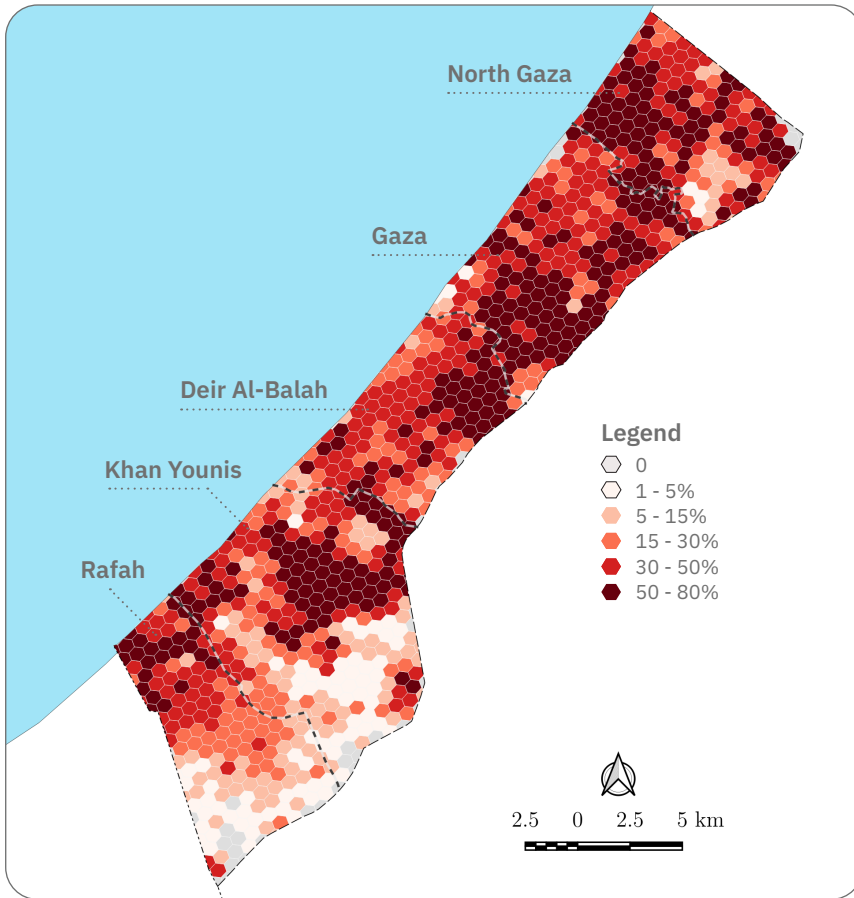 North Gaza
Gaza
Deir Al-Balah
Khan Younis
Rafah
Legend
0
1 - 5%
5 - 15%
15 - 30%
30 - 50%
50 - 80%
2.5 0 2.5 5 km